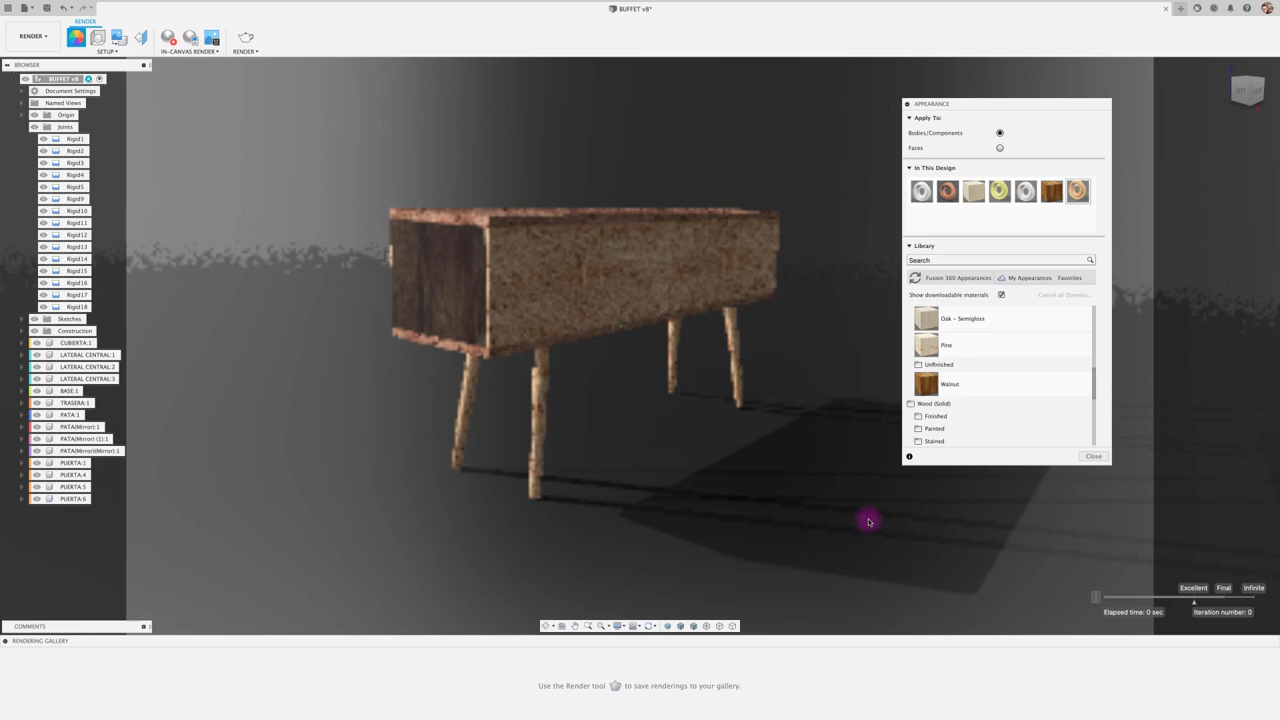 BUFFET v8*
RENDER
RENDER
SETUP
IN-CANVAS RENDER
RENDER
BROWSER
BUFFET v8
Document Settings
Named Views
Origin
Joints
Rigid1
Rigid2
Rigid3
Rigid4
Rigid5
Rigid9
Rigid10
Rigid11
Rigid12
Rigid13
Rigid14
Rigid15
Rigid16
Rigid17
Rigid18
Sketches
Construction
CUBIERTA:1
LATERAL CENTRAL:1
LATERAL CENTRAL:2
LATERAL CENTRAL:3
BASE:1
TRASERA:1
PATA:1
PATA(Mirror):1
PATA(Mirror) (1):1
PATA(Mirror)(Mirror):1
PUERTA:1
PUERTA:4
PUERTA:5
PUERTA:6
APPEARANCE
Apply To:
Bodies/Components
Faces
In This Design
Library
Search
Fusion 360 Appearances My Appearances Favorites
Show downloadable materials Cancel all Downlo...
Oak - Semigloss
Pine
Unfinished
Walnut
Wood (Solid)
Finished
Painted
Stained
Close
Excellent Final Infinite
Elapsed time: 0 sec Iteration number: 0
COMMENTS
RENDERING GALLERY
Use the Render tool to save renderings to your gallery.